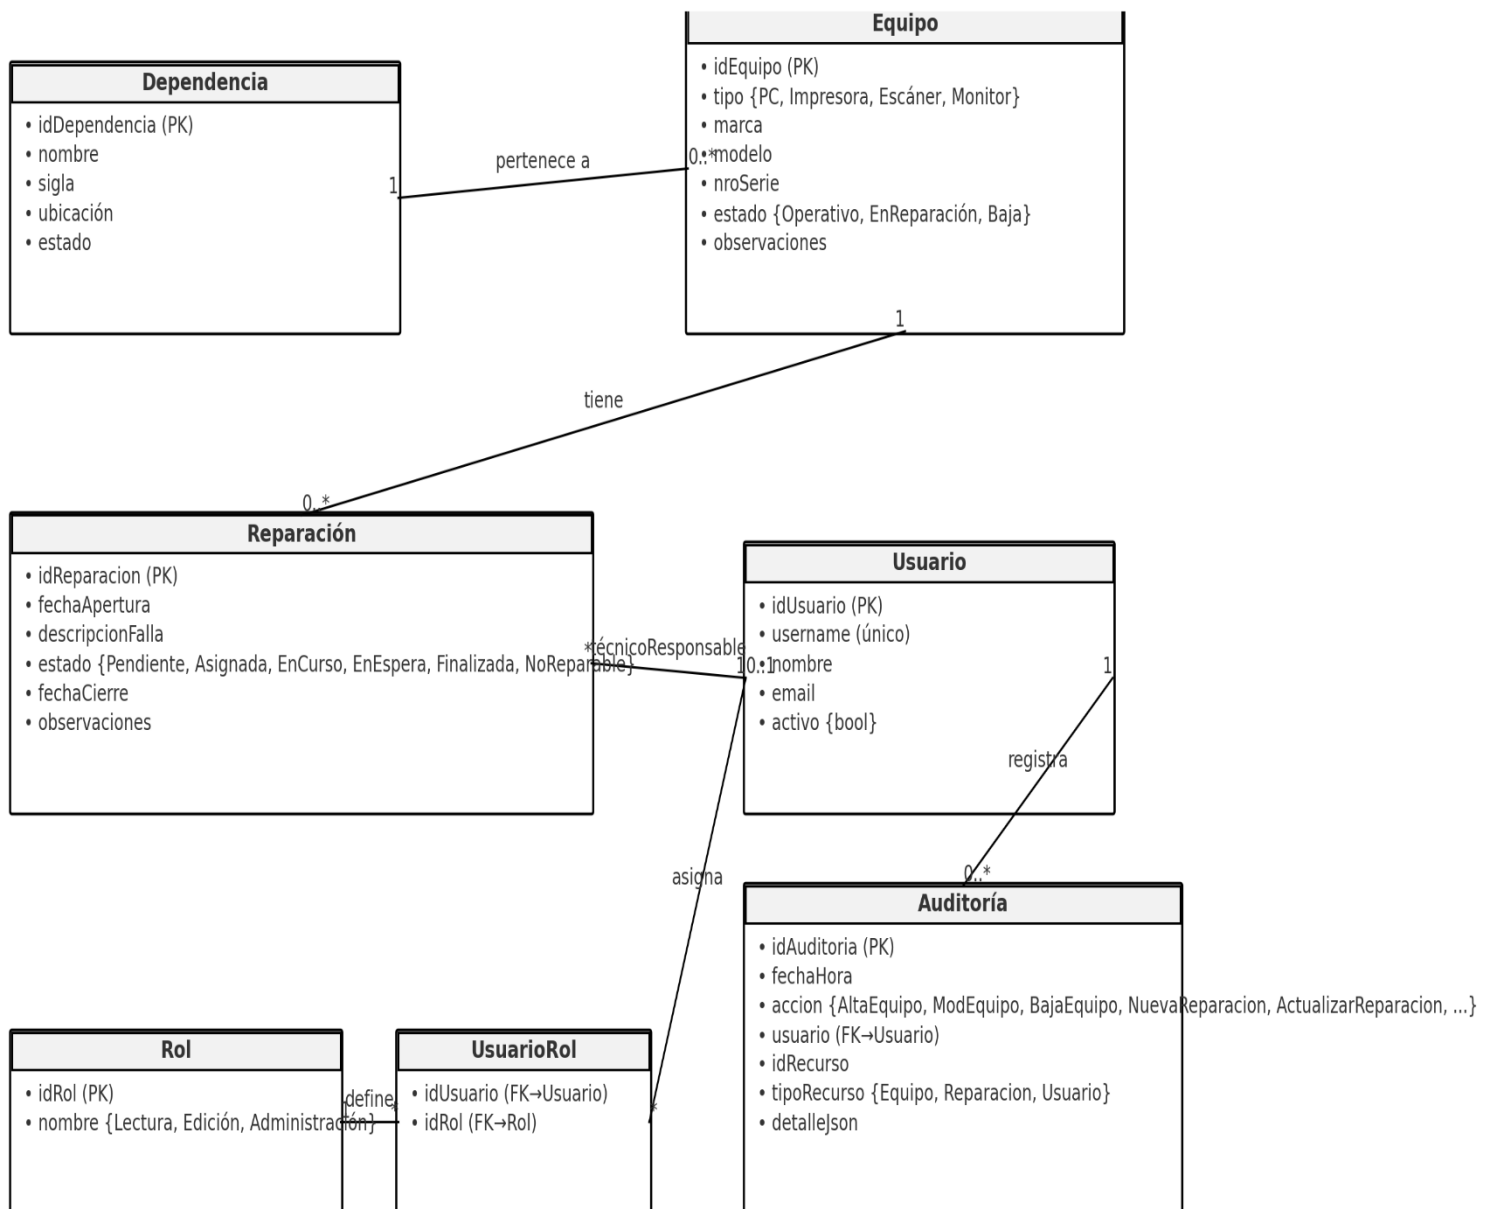 Equipo
• idEquipo (PK)
• tipo {PC, Impresora, Escáner, Monitor}
• marca
• modelo
• nroSerie
• estado {Operativo, EnReparación, Baja}
• observaciones
Dependencia
• idDependencia (PK)
• nombre
• sigla
• ubicación
• estado
pertenece a
1
0..*
1
tiene
0..*
Reparación
• idReparacion (PK)
• fechaApertura
• descripcionFalla
• estado {Pendiente, Asignada, EnCurso, EnEspera, Finalizada, NoReparable}
• fechaCierre
• observaciones
*
técnicoResponsable
0..1
1
Usuario
• idUsuario (PK)
• username (único)
• nombre
• email
• activo {bool}
1
registra
0..*
asigna
*
Auditoría
• idAuditoria (PK)
• fechaHora
• accion {AltaEquipo, ModEquipo, BajaEquipo, NuevaReparacion, ActualizarReparacion, ...}
• usuario (FK→Usuario)
• idRecurso
• tipoRecurso {Equipo, Reparacion, Usuario}
• detalleJson
Rol
• idRol (PK)
• nombre {Lectura, Edición, Administración}
define
*
UsuarioRol
• idUsuario (FK→Usuario)
• idRol (FK→Rol)